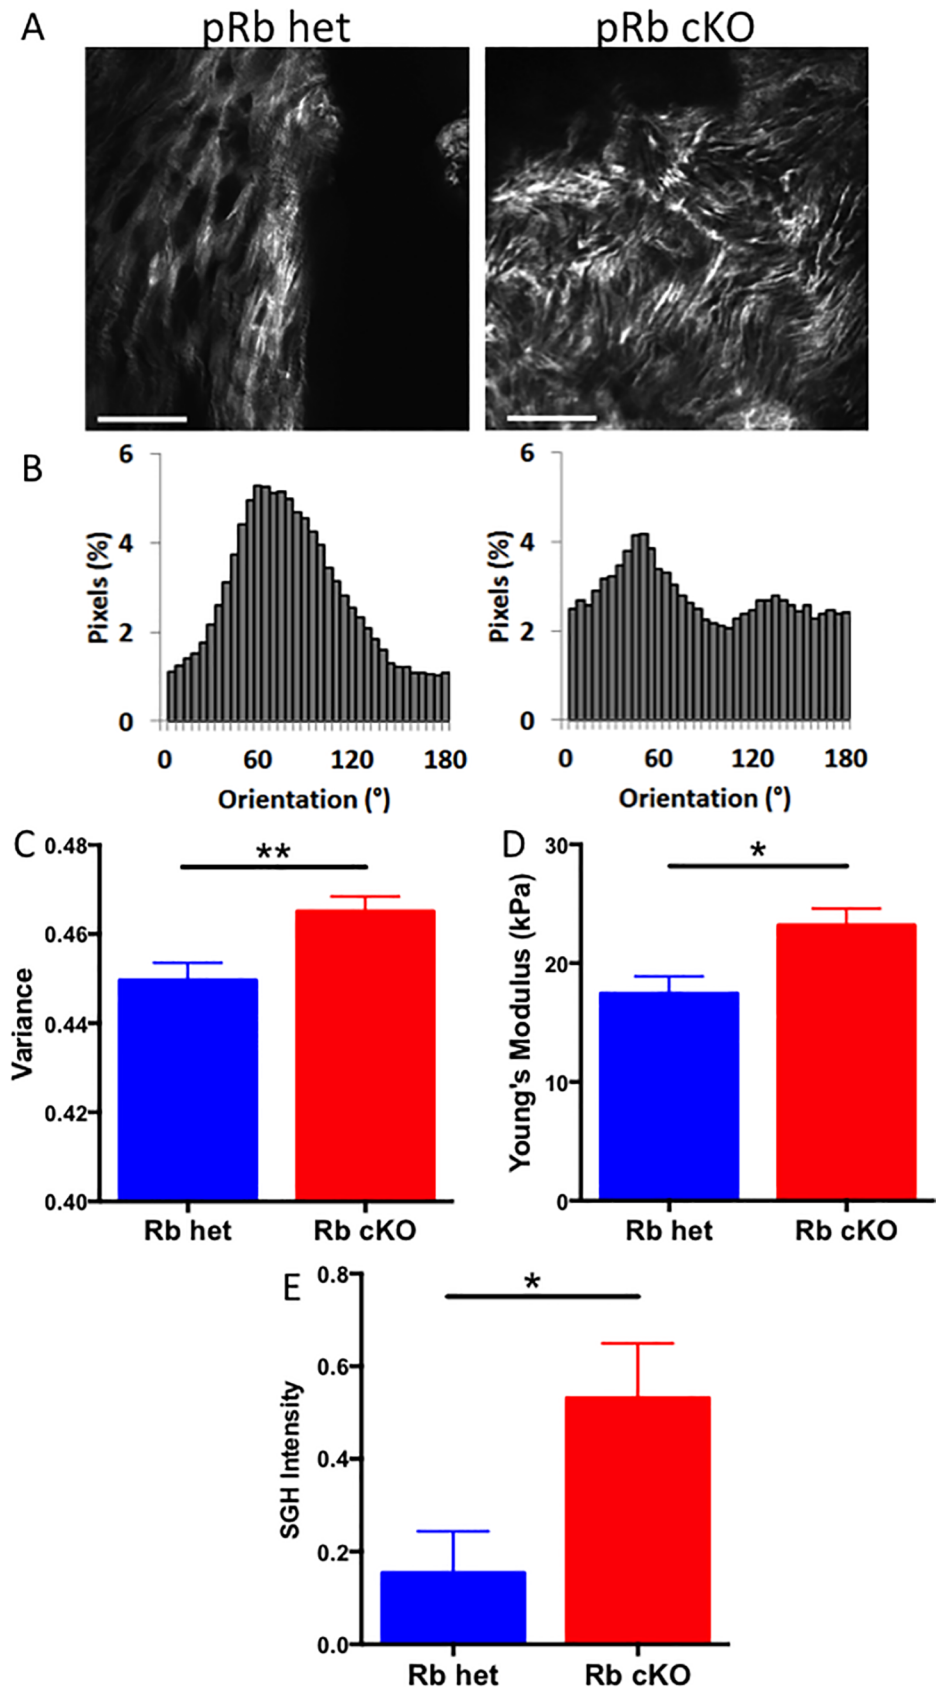 A
pRb het
pRb cKO
B
6
4
2
0
Pixels (%)
0 60 120 180
Orientation (°)
6
4
2
0
Pixels (%)
0 60 120 180
Orientation (°)
C
0.48
0.46
0.44
0.42
0.40
Variance
**
Rb het Rb cKO
D
30
20
10
0
Young's Modulus (kPa)
*
Rb het Rb cKO
E
0.8
0.6
0.4
0.2
0.0
SGH Intensity
*
Rb het Rb cKO